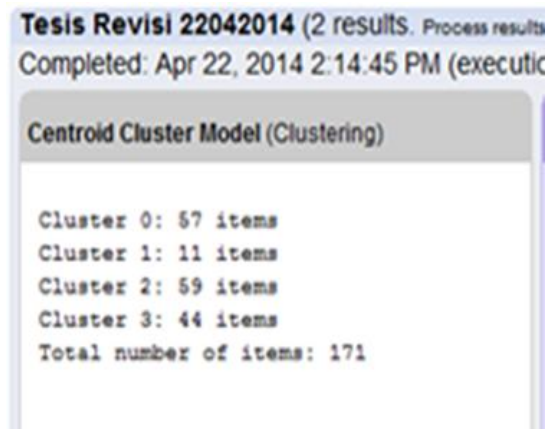 Tesis Revisi 22042014 (2 results. Process results
Completed: Apr 22, 2014 2:14:45 PM (executic
Centroid Cluster Model (Clustering)
Cluster 0: 57 items
Cluster 1: 11 items
Cluster 2: 59 items
Cluster 3: 44 items
Total number of items: 171